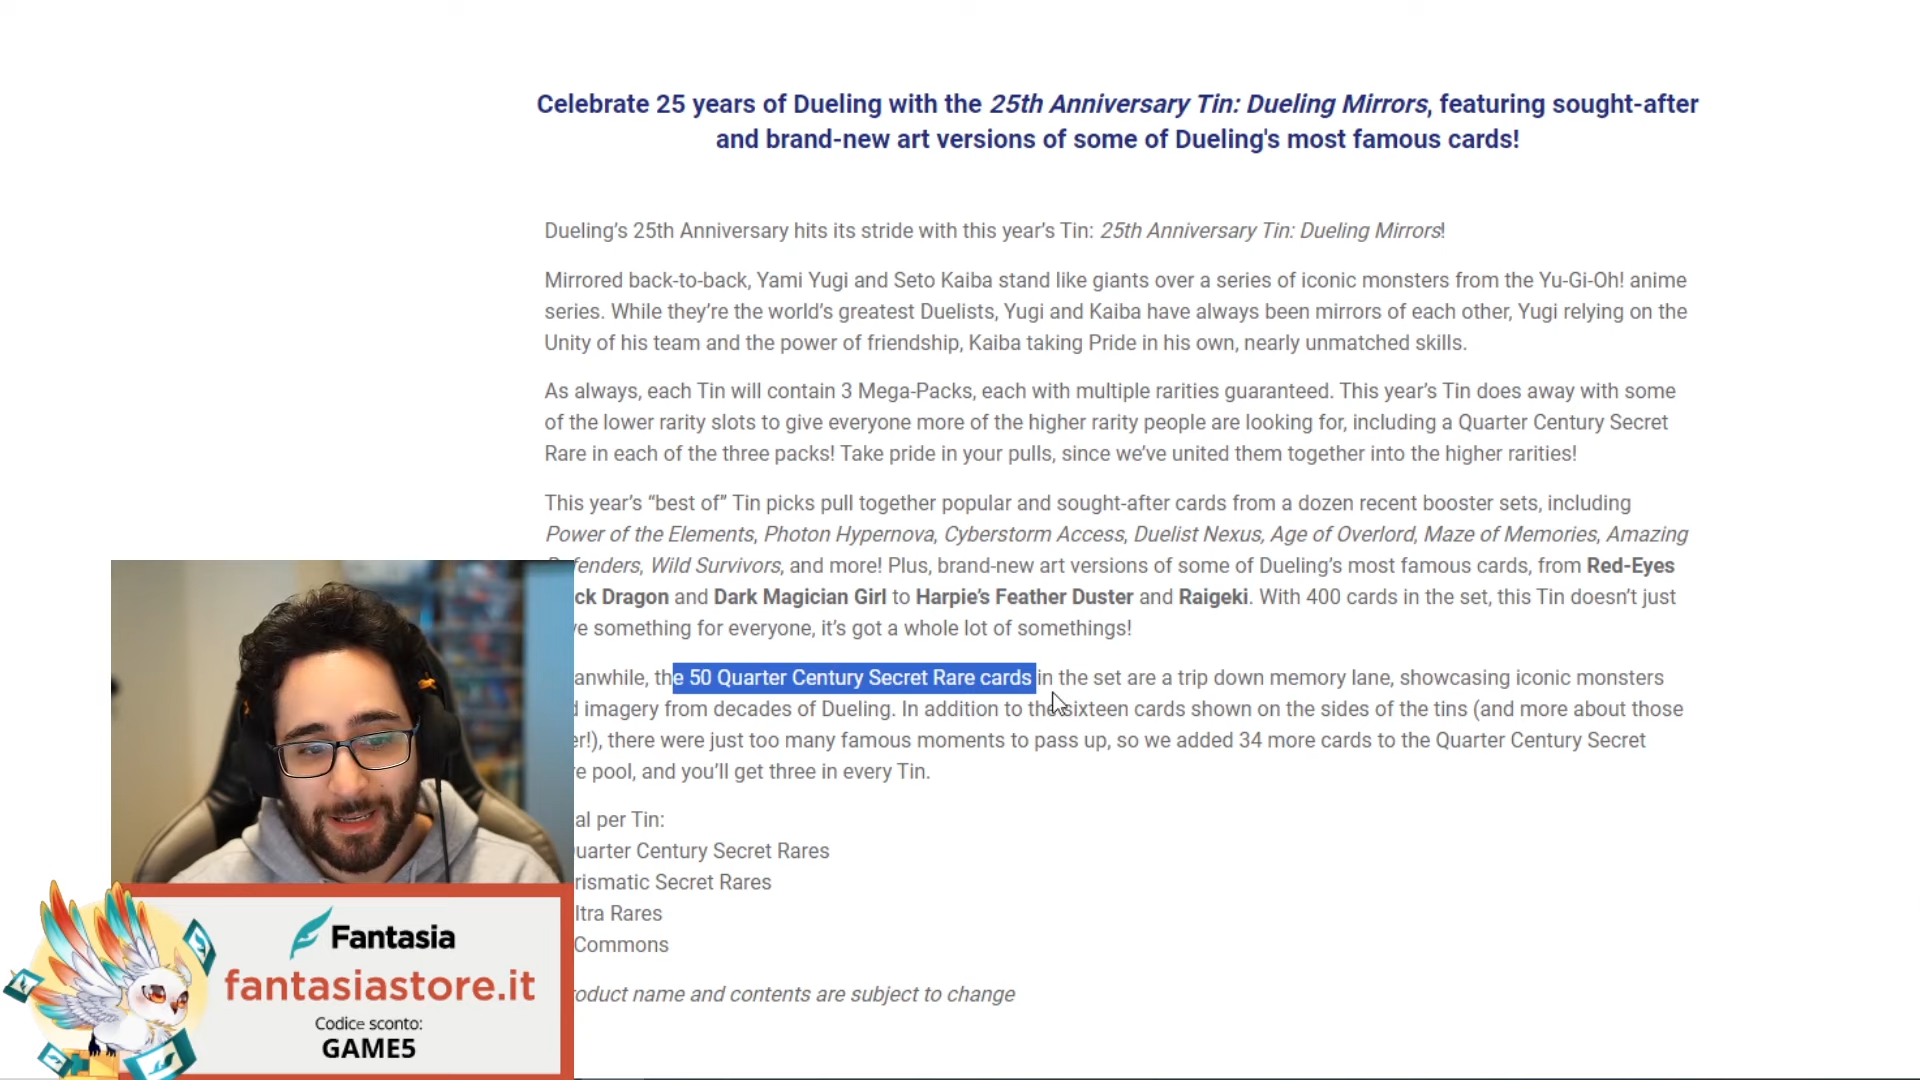 Celebrate 25 years of Dueling with the 25th Anniversary Tin: Dueling Mirrors, featuring sought-after
and brand-new art versions of some of Dueling's most famous cards!
Dueling’s 25th Anniversary hits its stride with this year’s Tin: 25th Anniversary Tin: Dueling Mirrors!
Mirrored back-to-back, Yami Yugi and Seto Kaiba stand like giants over a series of iconic monsters from the Yu-Gi-Oh! anime
series. While they’re the world’s greatest Duelists, Yugi and Kaiba have always been mirrors of each other, Yugi relying on the
Unity of his team and the power of friendship, Kaiba taking Pride in his own, nearly unmatched skills.
As always, each Tin will contain 3 Mega-Packs, each with multiple rarities guaranteed. This year’s Tin does away with some
of the lower rarity slots to give everyone more of the higher rarity people are looking for, including a Quarter Century Secret
Rare in each of the three packs! Take pride in your pulls, since we’ve united them together into the higher rarities!
This year’s “best of” Tin picks pull together popular and sought-after cards from a dozen recent booster sets, including
Power of the Elements, Photon Hypernova, Cyberstorm Access, Duelist Nexus, Age of Overlord, Maze of Memories, Amazing
fenders, Wild Survivors, and more! Plus, brand-new art versions of some of Dueling’s most famous cards, from Red-Eyes
ck Dragon and Dark Magician Girl to Harpie’s Feather Duster and Raigeki. With 400 cards in the set, this Tin doesn’t just
e something for everyone, it’s got a whole lot of somethings!
anwhile, the 50 Quarter Century Secret Rare cards in the set are a trip down memory lane, showcasing iconic monsters
imagery from decades of Dueling. In addition to the sixteen cards shown on the sides of the tins (and more about those
er!), there were just too many famous moments to pass up, so we added 34 more cards to the Quarter Century Secret
e pool, and you’ll get three in every Tin.
al per Tin:
uarter Century Secret Rares
rismatic Secret Rares
ltra Rares
Commons
oduct name and contents are subject to change
Fantasia
fantasiastore.it
Codice sconto:
GAME5